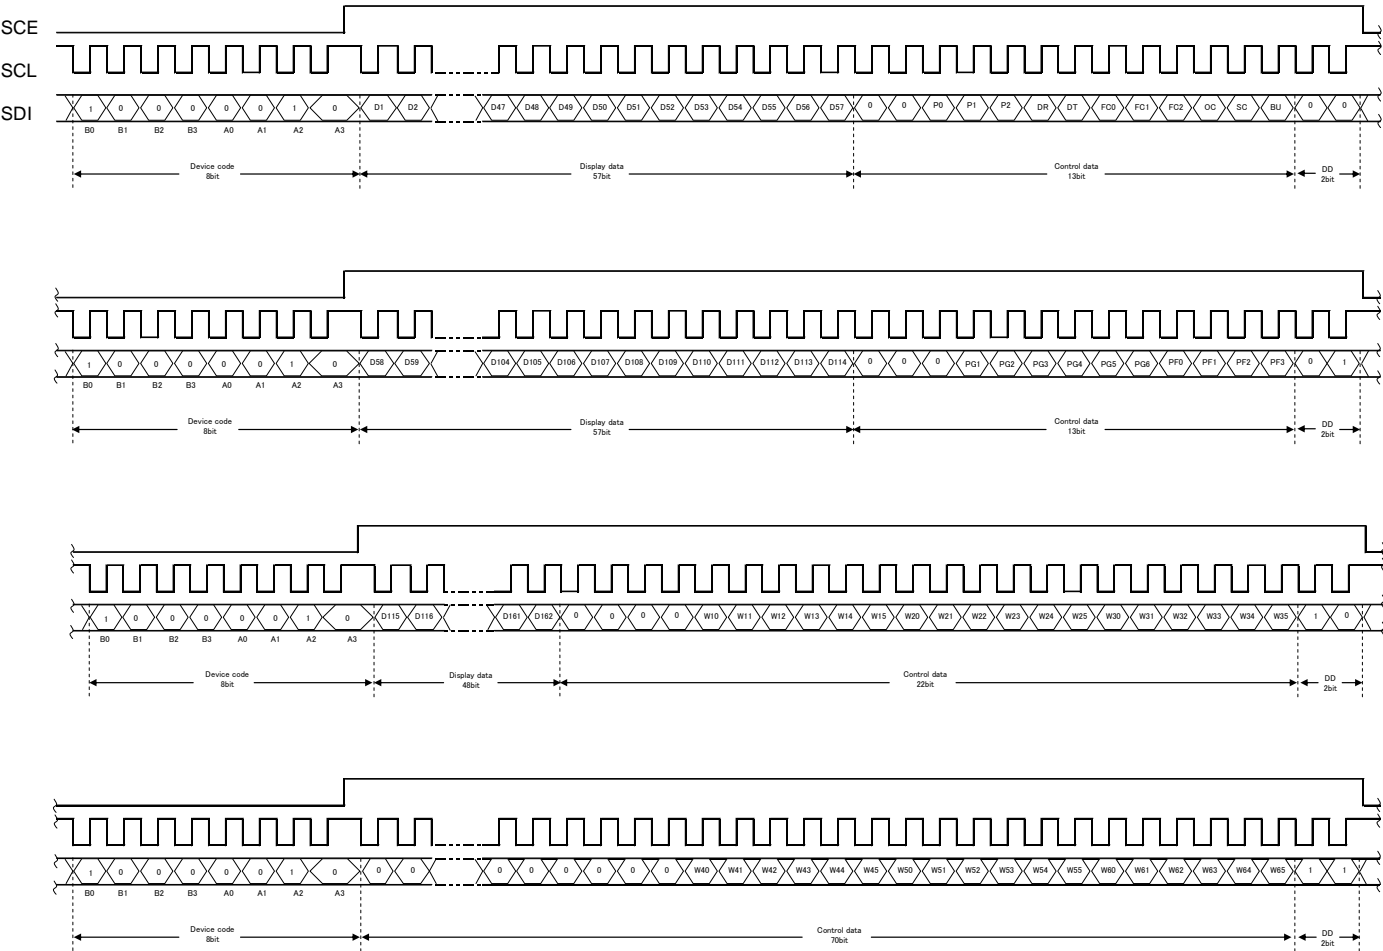 SCE
SCL
SDI
1 0 0 0 0 0 1 0 D1 D2 D47 D48 D49 D50 D51 D52 D53 D54 D55 D56 D57 0 0 P0 P1 P2 DR DT FC0 FC1 FC2 OC SC BU 0 0
B0 B1 B2 B3 A0 A1 A2 A3
Device code Display data Control data DD
8bit 57bit 13bit 2bit
1 0 0 0 0 0 1 0 D58 D59 D104 D105 D106 D107 D108 D109 D110 D111 D112 D113 D114 0 0 0 PG1 PG2 PG3 PG4 PG5 PG6 PF0 PF1 PF2 PF3 0 1
B0 B1 B2 B3 A0 A1 A2 A3
Device code Display data Control data DD
8bit 57bit 13bit 2bit
1 0 0 0 0 0 1 0 D115 D116 D161 D162 0 0 0 0 W10 W11 W12 W13 W14 W15 W20 W21 W22 W23 W24 W25 W30 W31 W32 W33 W34 W35 1 0
B0 B1 B2 B3 A0 A1 A2 A3
Device code Display data Control data DD
8bit 48bit 22bit 2bit
1 0 0 0 0 0 1 0 0 0 0 0 0 0 0 0 W40 W41 W42 W43 W44 W45 W50 W51 W52 W53 W54 W55 W60 W61 W62 W63 W64 W65 1 1
B0 B1 B2 B3 A0 A1 A2 A3
Device code Control data DD
8bit 70bit 2bit